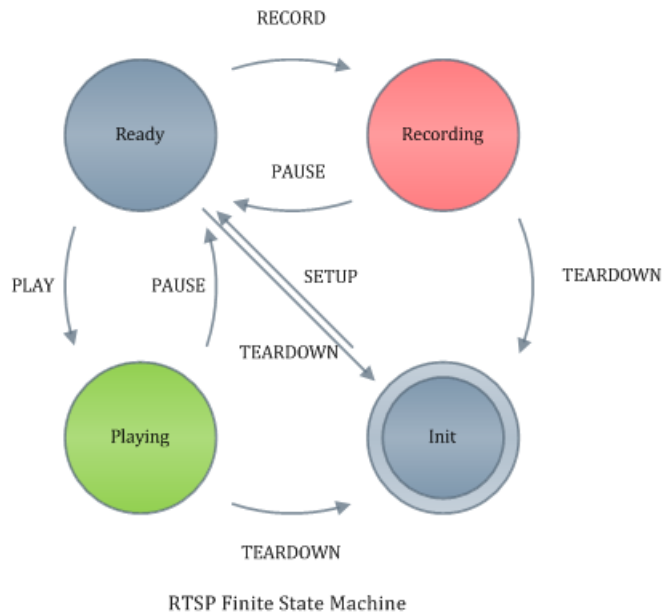 RECORD
Ready
Recording
PAUSE
PLAY
PAUSE
SETUP
TEARDOWN
TEARDOWN
Playing
Init
TEARDOWN
RTSP Finite State Machine